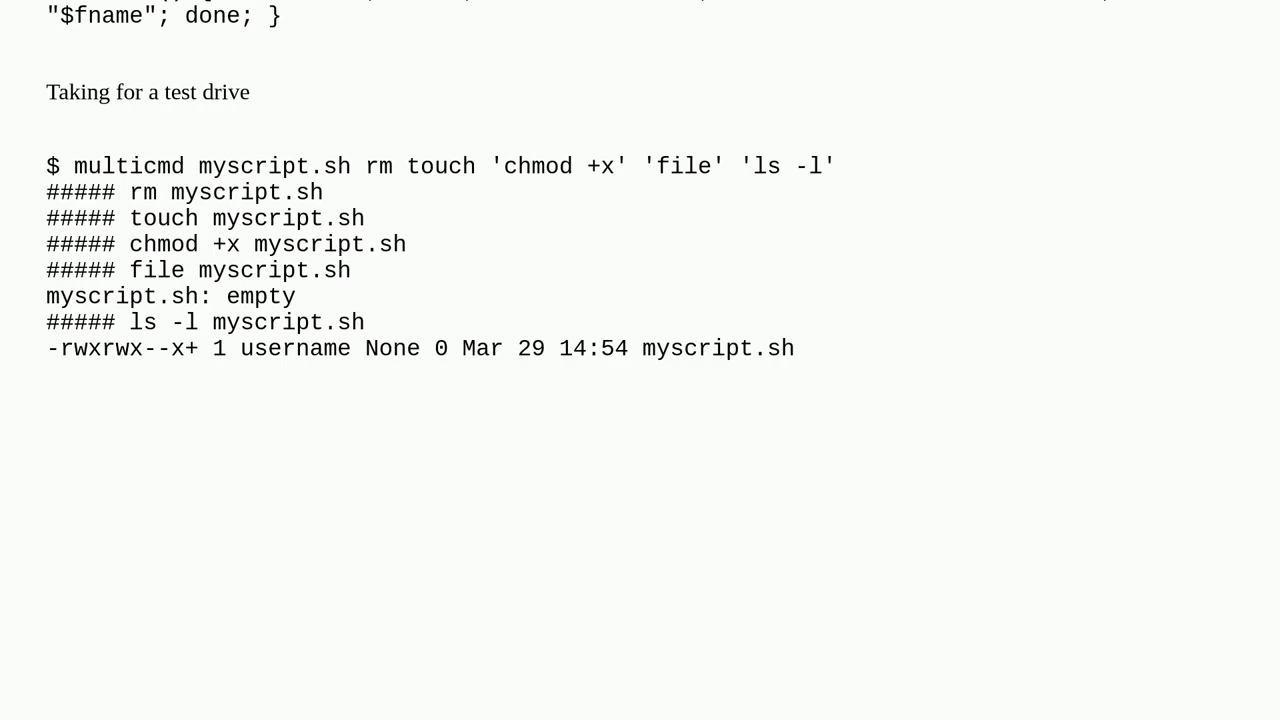 "$fname"; done; }
Taking for a test drive
$ multicmd myscript.sh rm touch 'chmod +x' 'file' 'ls -l'
##### rm myscript.sh
##### touch myscript.sh
##### chmod +x myscript.sh
##### file myscript.sh
myscript.sh: empty
##### ls -l myscript.sh
-rwxrwx--x+ 1 username None 0 Mar 29 14:54 myscript.sh